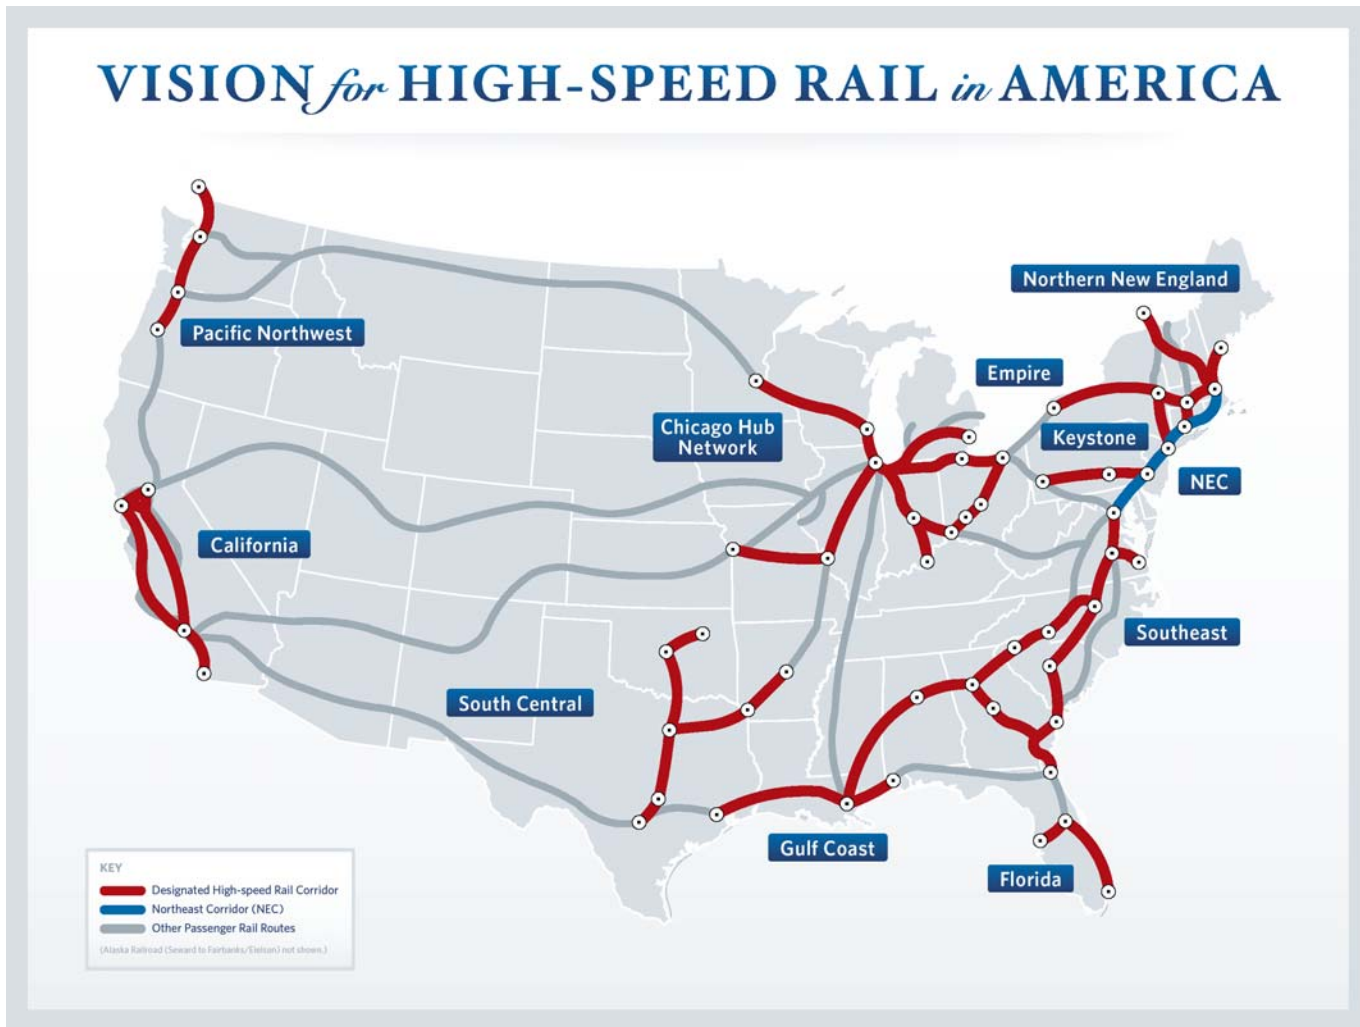 VISION for HIGH-SPEED RAIL in AMERICA
Northern New England
Pacific Northwest
Empire
Chicago Hub
Network
Keystone
NEC
California
Southeast
South Central
Gulf Coast
Florida
KEY
Designated High-speed Rail Corridor
Northeast Corridor (NEC)
Other Passenger Rail Routes
(Alaska Railroad (Seward to Fairbanks/Eielson) not shown.)